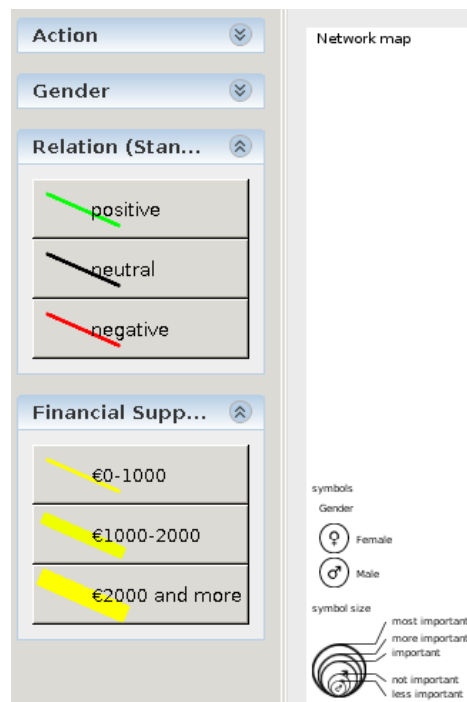 Action
Gender
Relation (Stan...
positive
neutral
negative
Financial Supp...
€0-1000
€1000-2000
€2000 and more
Network map
symbols
Gender
Female
Male
symbol size
most important
more important
important
not important
less important